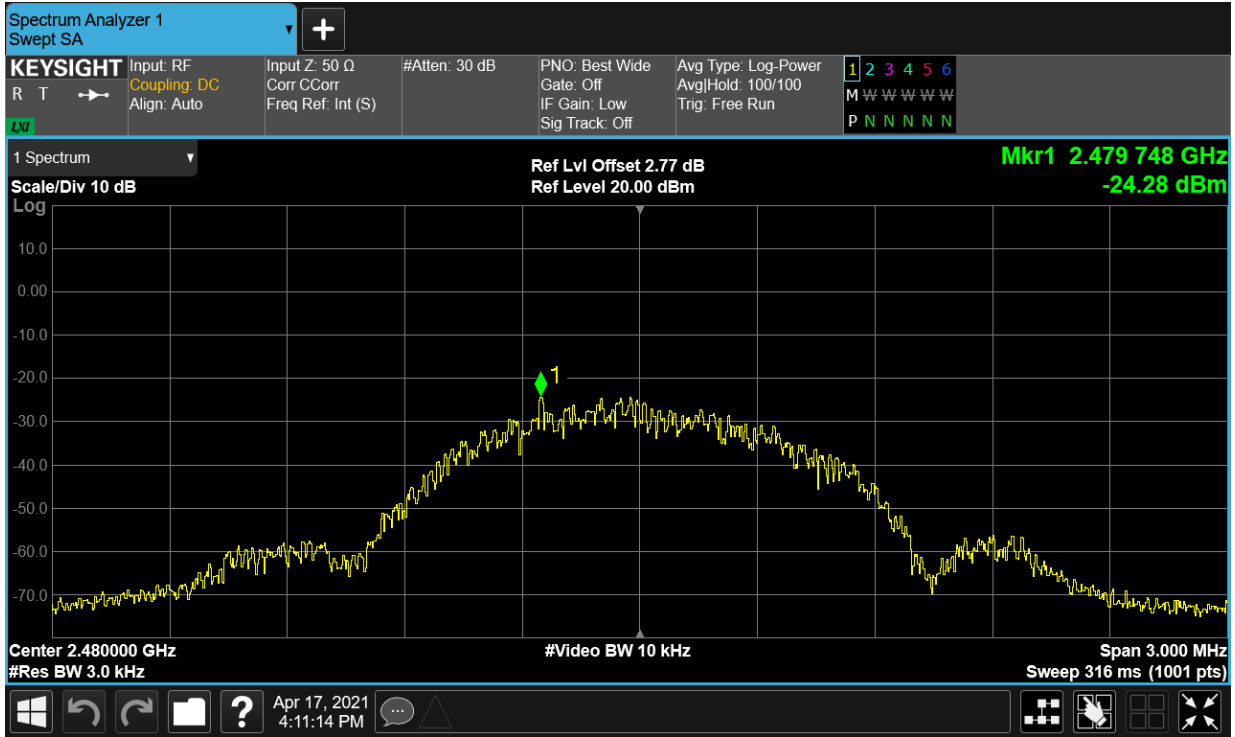 Spectrum Analyzer 1
Swept SA
+
KEYSIGHT
R T
LXI
Input: RF
Coupling: DC
Align: Auto
Input Z: 50 Ω
Corr CCorr
Freq Ref: Int (S)
#Atten: 30 dB
PNO: Best Wide
Gate: Off
IF Gain: Low
Sig Track: Off
Avg Type: Log-Power
Avg|Hold: 100/100
Trig: Free Run
1 2 3 4 5 6
M W W W W W
P N N N N N
1 Spectrum
Scale/Div 10 dB
Log
Ref Lvl Offset 2.77 dB
Ref Level 20.00 dBm
Mkr1 2.479 748 GHz
-24.28 dBm
10.0
0.00
-10.0
-20.0
1
-30.0
-40.0
-50.0
-60.0
-70.0
Center 2.480000 GHz
#Video BW 10 kHz
Span 3.000 MHz
#Res BW 3.0 kHz
Sweep 316 ms (1001 pts)
?
Apr 17, 2021
4:11:14 PM